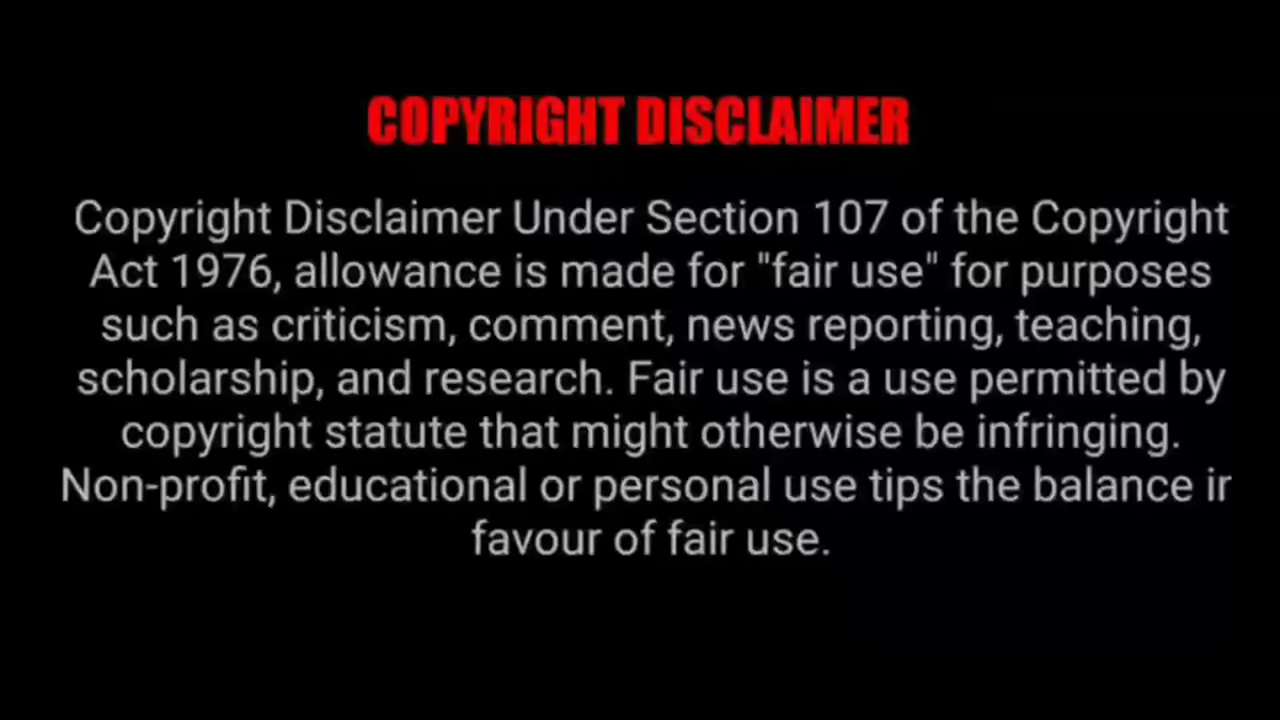 COPYRIGHT DISCLAIMER
Copyright Disclaimer Under Section 107 of the Copyright
Act 1976, allowance is made for "fair use" for purposes
such as criticism, comment, news reporting, teaching,
scholarship, and research. Fair use is a use permitted by
copyright statute that might otherwise be infringing.
Non-profit, educational or personal use tips the balance
favour of fair use.